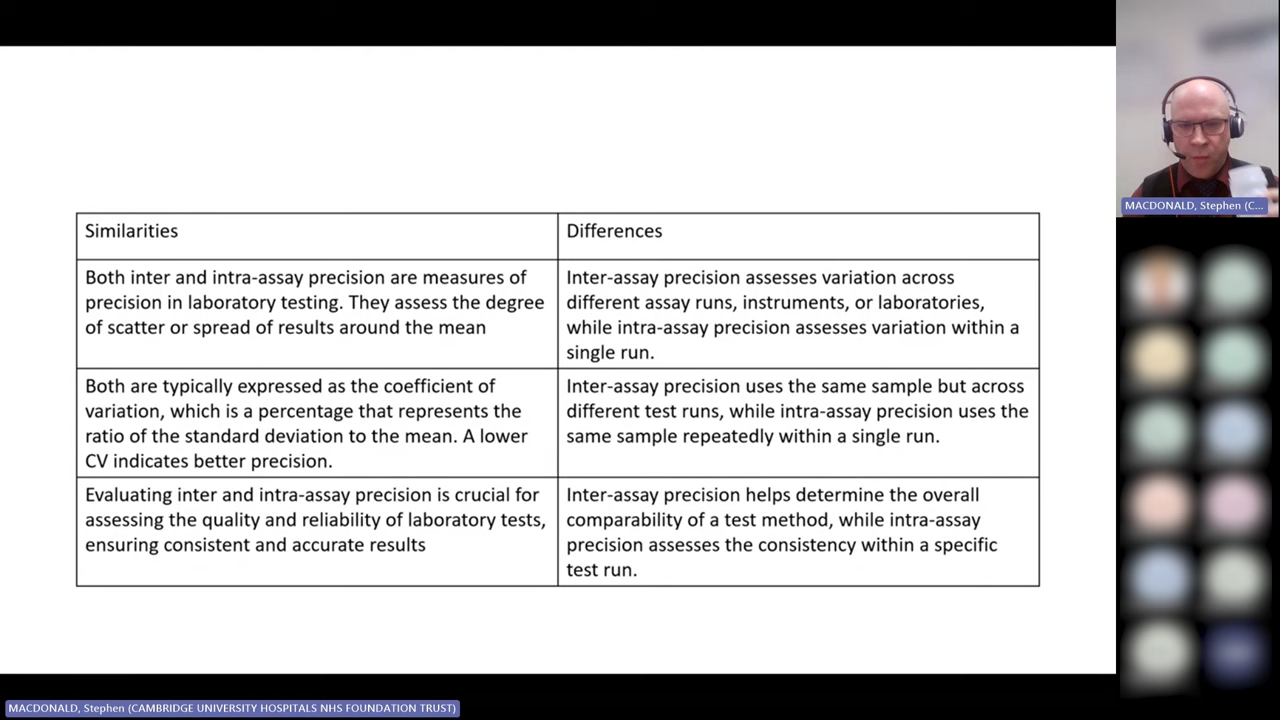 Similarities
Differences
Both inter and intra-assay precision are measures of
precision in laboratory testing. They assess the degree
of scatter or spread of results around the mean
Inter-assay precision assesses variation across
different assay runs, instruments, or laboratories,
while intra-assay precision assesses variation within a
single run.
Both are typically expressed as the coefficient of
variation, which is a percentage that represents the
ratio of the standard deviation to the mean. A lower
CV indicates better precision.
Inter-assay precision uses the same sample but across
different test runs, while intra-assay precision uses the
same sample repeatedly within a single run.
Evaluating inter and intra-assay precision is crucial for
assessing the quality and reliability of laboratory tests,
ensuring consistent and accurate results
Inter-assay precision helps determine the overall
comparability of a test method, while intra-assay
precision assesses the consistency within a specific
test run.
MACDONALD, Stephen (C...
MACDONALD, Stephen (CAMBRIDGE UNIVERSITY HOSPITALS NHS FOUNDATION TRUST)